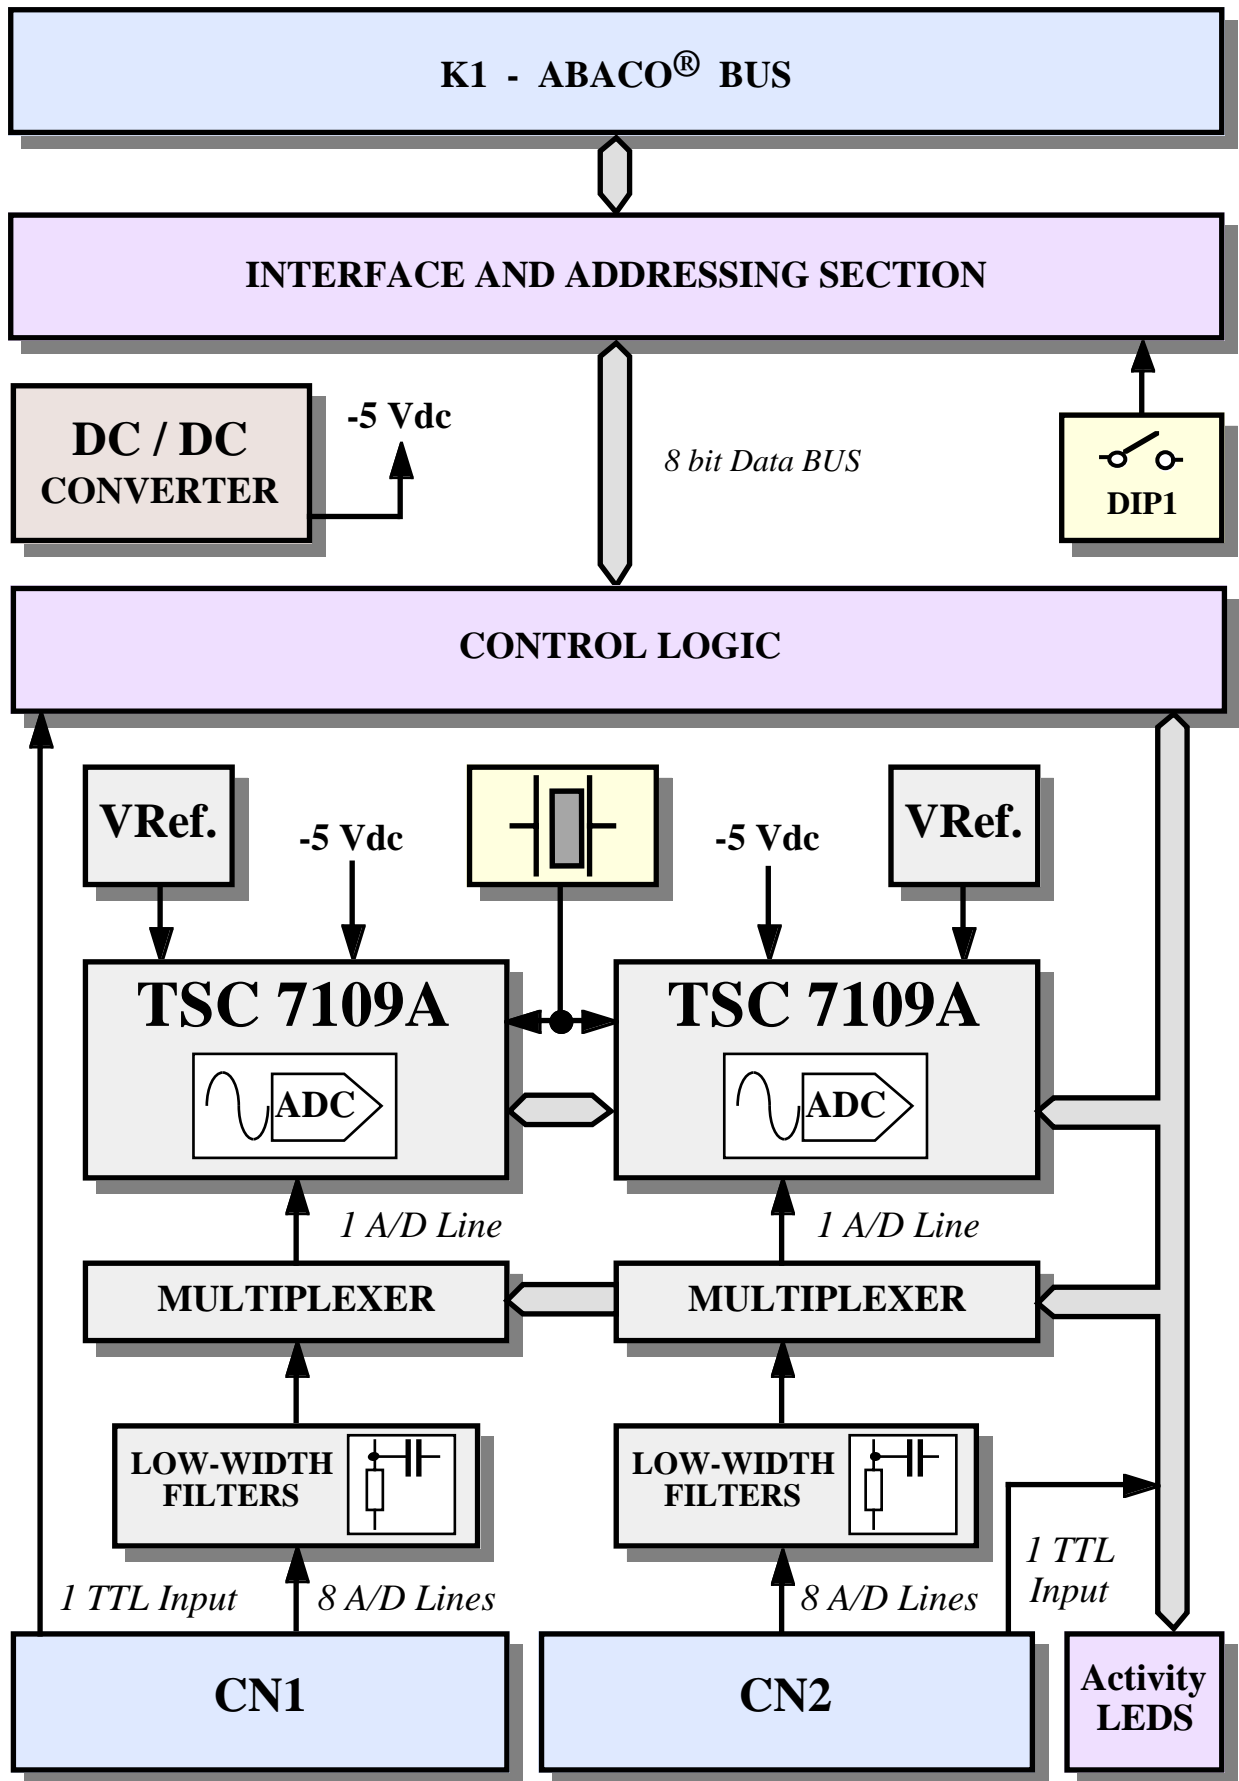 K1 - ABACO® BUS
INTERFACE AND ADDRESSING SECTION
DC / DC
CONVERTER
-5 Vdc
8 bit Data BUS
DIP1
CONTROL LOGIC
VRef.
-5 Vdc
-5 Vdc
VRef.
TSC 7109A
ADC
TSC 7109A
ADC
1 A/D Line
1 A/D Line
MULTIPLEXER
MULTIPLEXER
LOW-WIDTH
FILTERS
LOW-WIDTH
FILTERS
1 TTL Input
8 A/D Lines
8 A/D Lines
1 TTL
Input
CN1
CN2
Activity
LEDS